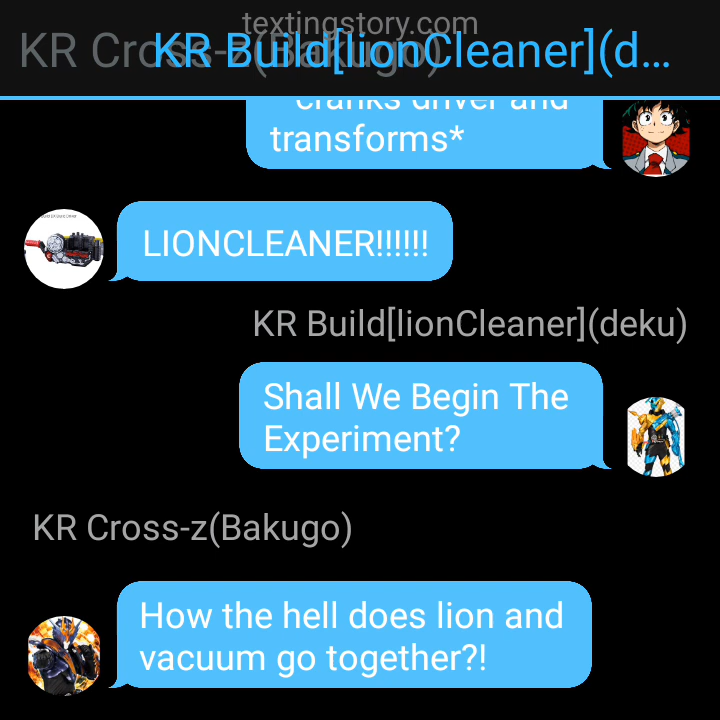 textingstory.com
KR Cross-z(Bakugo)
KR Build[lionCleaner](d...
cranks driver and
transforms*
LIONCLEANER!!!!!!
KR Build[lionCleaner](deku)
Shall We Begin The
Experiment?
KR Cross-z(Bakugo)
How the hell does lion and
vacuum go together?!